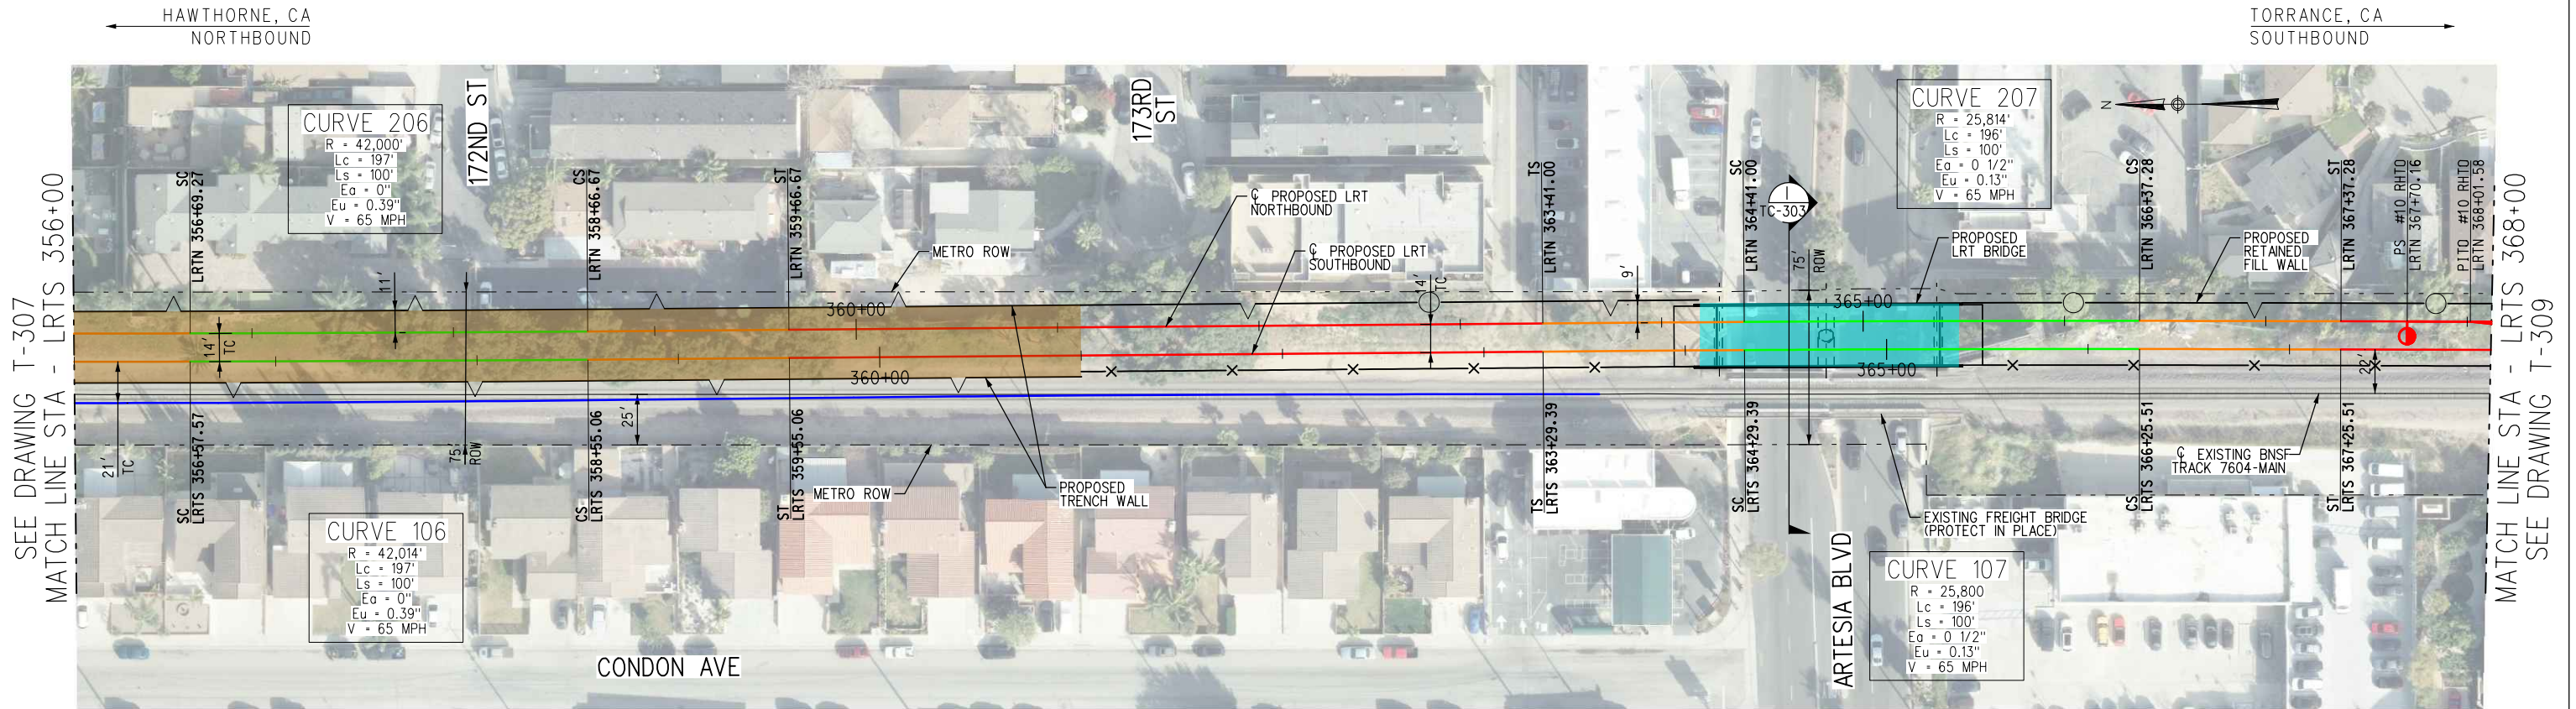 HAWTHORNE, CA
NORTHBOUND
TORRANCE, CA
SOUTHBOUND
SEE DRAWING T-307
MATCH LINE STA - LRTS 356+00
CURVE 206
R = 42,000'
Lc = 197'
Ls = 100'
Ea = 0"
Eu = 0.39"
V = 65 MPH
172ND ST
173RD
ST
CURVE 207
R = 25,814'
Lc = 196'
Ls = 100'
Ea = 0 1/2"
Eu = 0.13"
V = 65 MPH
N
SC
LRTN 356+69.27
CS
LRTN 358+66.67
ST
LRTN 359+66.67
TS
LRTN 363+41.00
SC
LRTN 364+41.00
CS
LRTN 366+37.28
ST
LRTN 367+37.28
PS #10 RHTO
LRTN 367+70.16
PITO #10 RHTO
LRTN 368+01.58
METRO ROW
℄ PROPOSED LRT
NORTHBOUND
℄ PROPOSED LRT
SOUTHBOUND
1
TC-303
PROPOSED
LRT BRIDGE
PROPOSED
RETAINED
FILL WALL
11'
14'
TC
9'
75'
ROW
360+00
365+00
14'
TC
360+00
365+00
22'
21'
TC
75'
ROW
25'
SC
LRTS 356+57.57
CS
LRTS 358+55.06
ST
LRTS 359+55.06
TS
LRTS 363+29.39
SC
LRTS 364+29.39
CS
LRTS 366+25.51
ST
LRTS 367+25.51
METRO ROW
PROPOSED
TRENCH WALL
℄ EXISTING BNSF
TRACK 7604-MAIN
EXISTING FREIGHT BRIDGE
(PROTECT IN PLACE)
CURVE 106
R = 42,014'
Lc = 197'
Ls = 100'
Ea = 0"
Eu = 0.39"
V = 65 MPH
CONDON AVE
ARTESIA BLVD
CURVE 107
R = 25,800
Lc = 196'
Ls = 100'
Ea = 0 1/2"
Eu = 0.13"
V = 65 MPH
MATCH LINE STA - LRTS 368+00
SEE DRAWING T-309